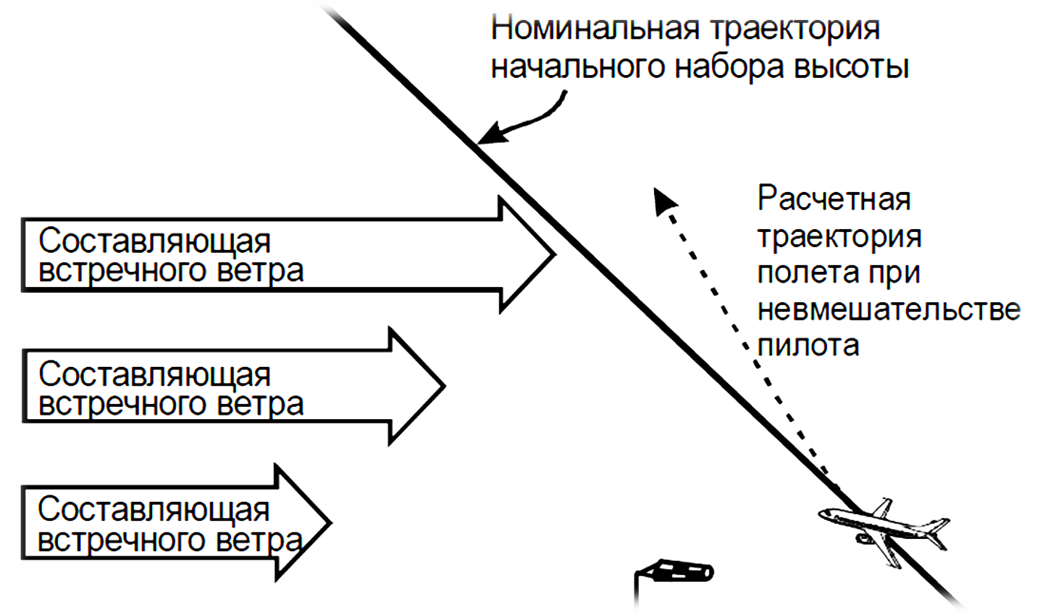 Номинальная траектория
начального набора высоты
Расчетная
траектория
полета при
невмешательстве
пилота
Составляющая
встречного ветра
Составляющая
встречного ветра
Составляющая
встречного ветра